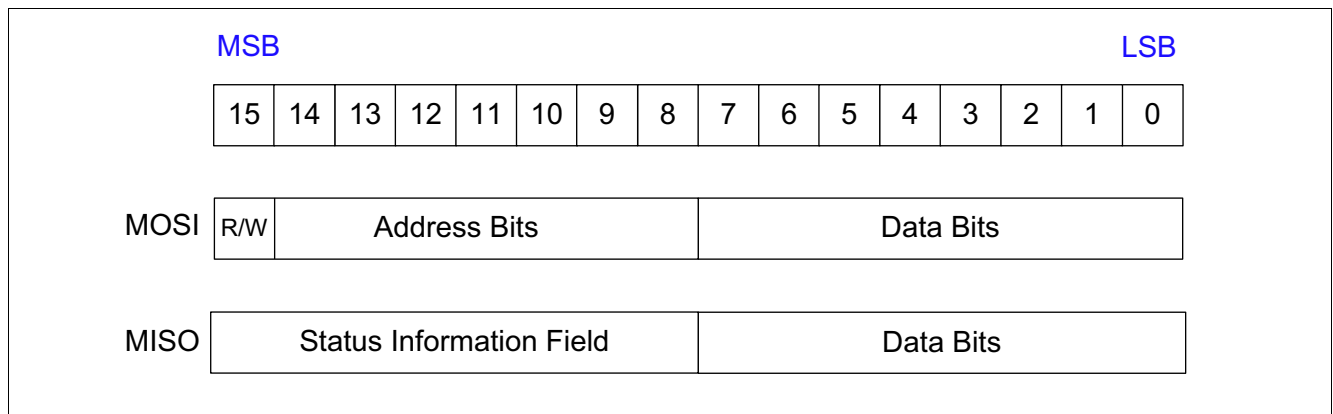 MSB LSB
15 14 13 12 11 10 9 8 7 6 5 4 3 2 1 0
MOSI R/W Address Bits Data Bits
MISO Status Information Field Data Bits